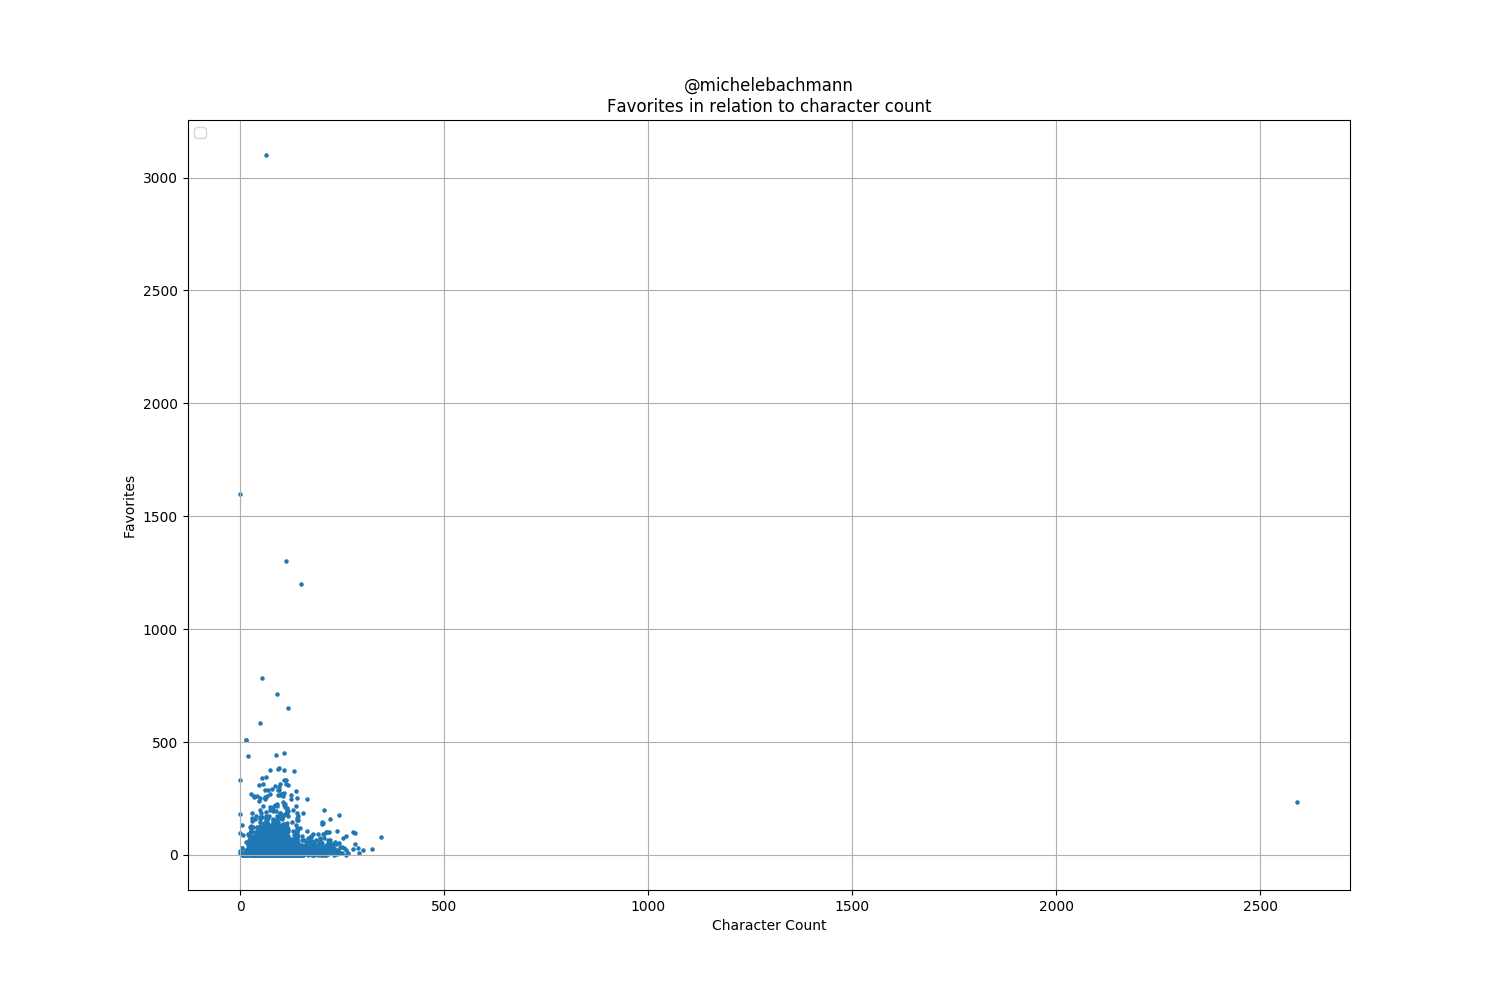 @michelebachmann
Favorites in relation to character count
3000
2500
2000
1500
1000
500
0
Favorites
0 500 1000 1500 2000 2500
Character Count